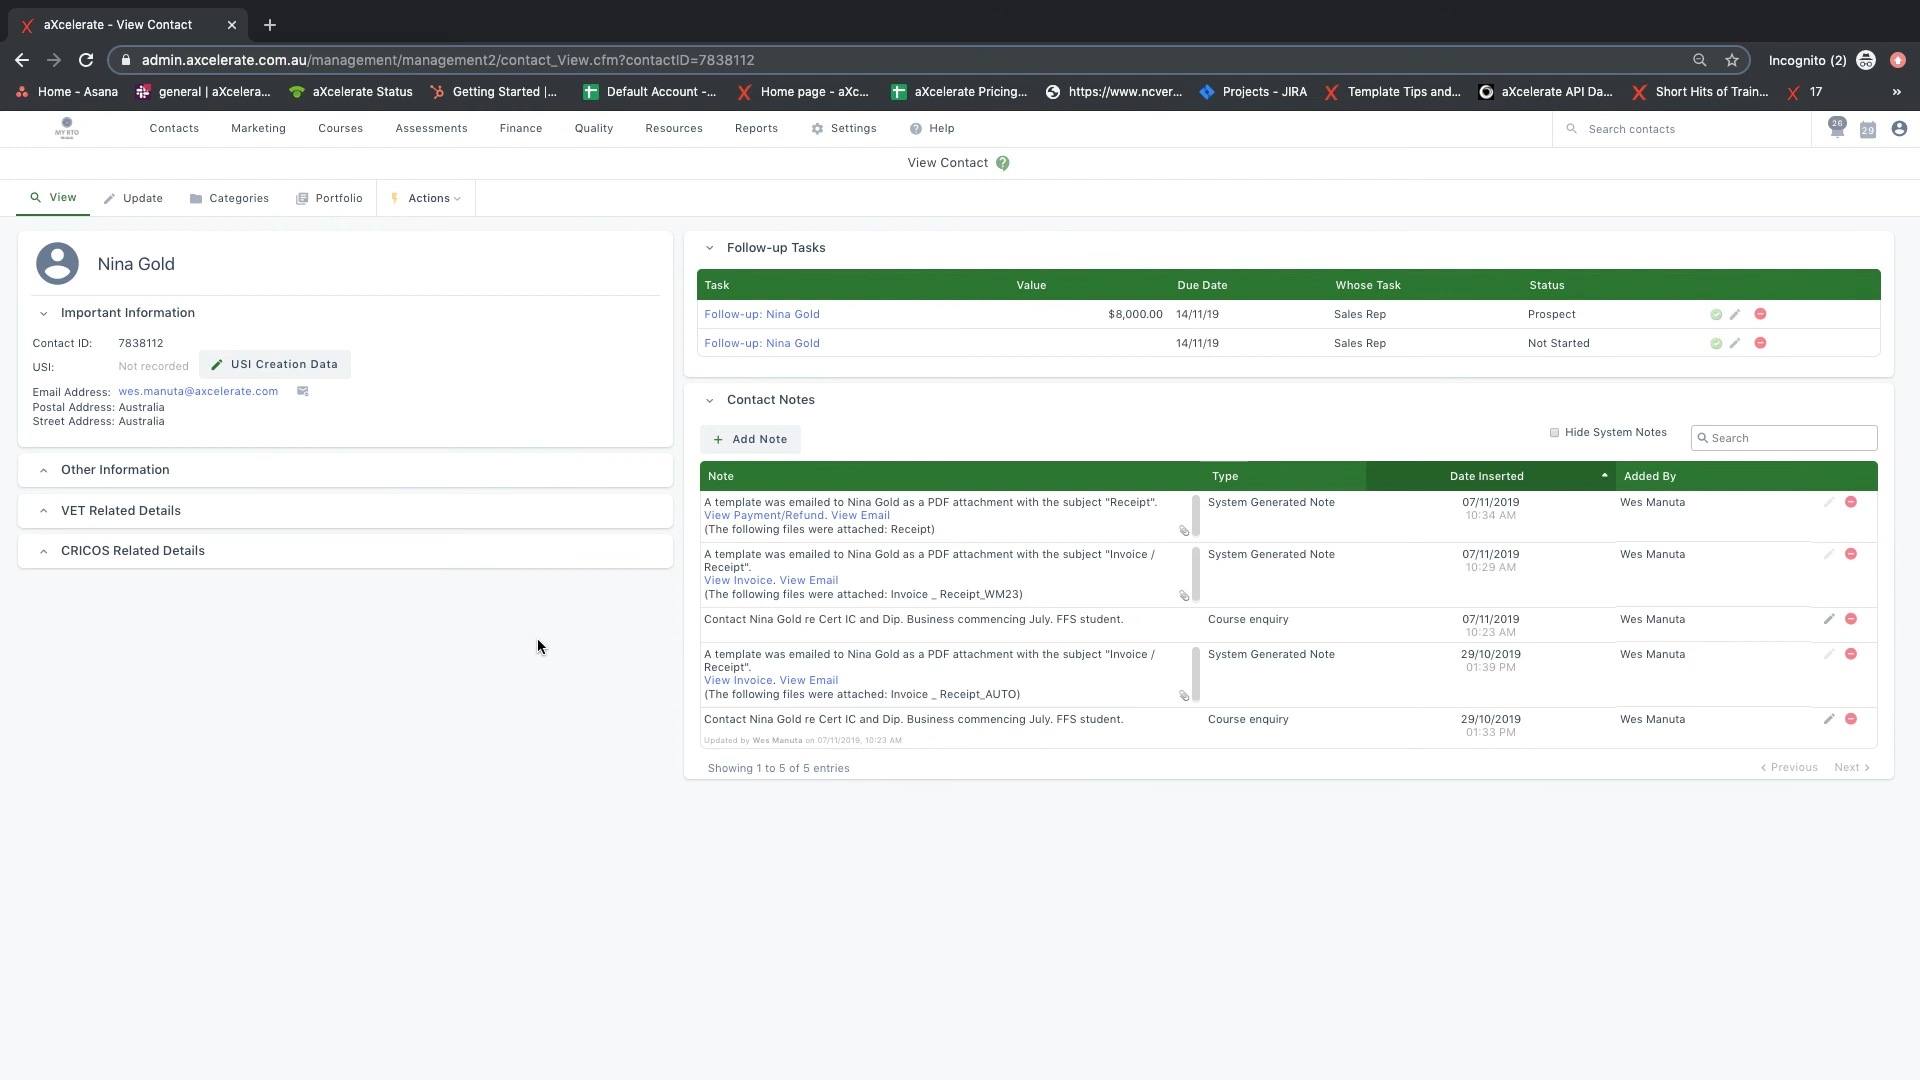 aXcelerate - View Contact
admin.axcelerate.com.au/management/management2/contact_View.cfm?contactID=7838112
Incognito (2)
Home - Asana
general | aXcelera...
aXcelerate Status
Getting Started |...
Default Account -...
Home page - aXc...
aXcelerate Pricing...
https://www.ncver...
Projects - JIRA
Template Tips and...
aXcelerate API Da...
Short Hits of Train...
17
»
MY RTO
Contacts
Marketing
Courses
Assessments
Finance
Quality
Resources
Reports
Settings
Help
Search contacts
26
29
View Contact
View
Update
Categories
Portfolio
Actions
Nina Gold
Important Information
Contact ID: 7838112
USI: Not recorded USI Creation Data
Email Address: wes.manuta@axcelerate.com
Postal Address: Australia
Street Address: Australia
Other Information
VET Related Details
CRICOS Related Details
Follow-up Tasks
Task Value Due Date Whose Task Status
Follow-up: Nina Gold $8,000.00 14/11/19 Sales Rep Prospect
Follow-up: Nina Gold 14/11/19 Sales Rep Not Started
Contact Notes
+ Add Note
Hide System Notes
Search
Note Type Date Inserted Added By
A template was emailed to Nina Gold as a PDF attachment with the subject "Receipt". System Generated Note 07/11/2019 Wes Manuta
View Payment/Refund. View Email 10:34 AM
(The following files were attached: Receipt)
A template was emailed to Nina Gold as a PDF attachment with the subject "Invoice / System Generated Note 07/11/2019 Wes Manuta
Receipt". 10:29 AM
View Invoice. View Email
(The following files were attached: Invoice _ Receipt_WM23)
Contact Nina Gold re Cert IC and Dip. Business commencing July. FFS student. Course enquiry 07/11/2019 Wes Manuta
10:23 AM
A template was emailed to Nina Gold as a PDF attachment with the subject "Invoice / System Generated Note 29/10/2019 Wes Manuta
Receipt". 01:39 PM
View Invoice. View Email
(The following files were attached: Invoice _ Receipt_AUTO)
Contact Nina Gold re Cert IC and Dip. Business commencing July. FFS student. Course enquiry 29/10/2019 Wes Manuta
01:33 PM
Updated by Wes Manuta on 07/11/2019, 10:23 AM
Showing 1 to 5 of 5 entries
Previous Next